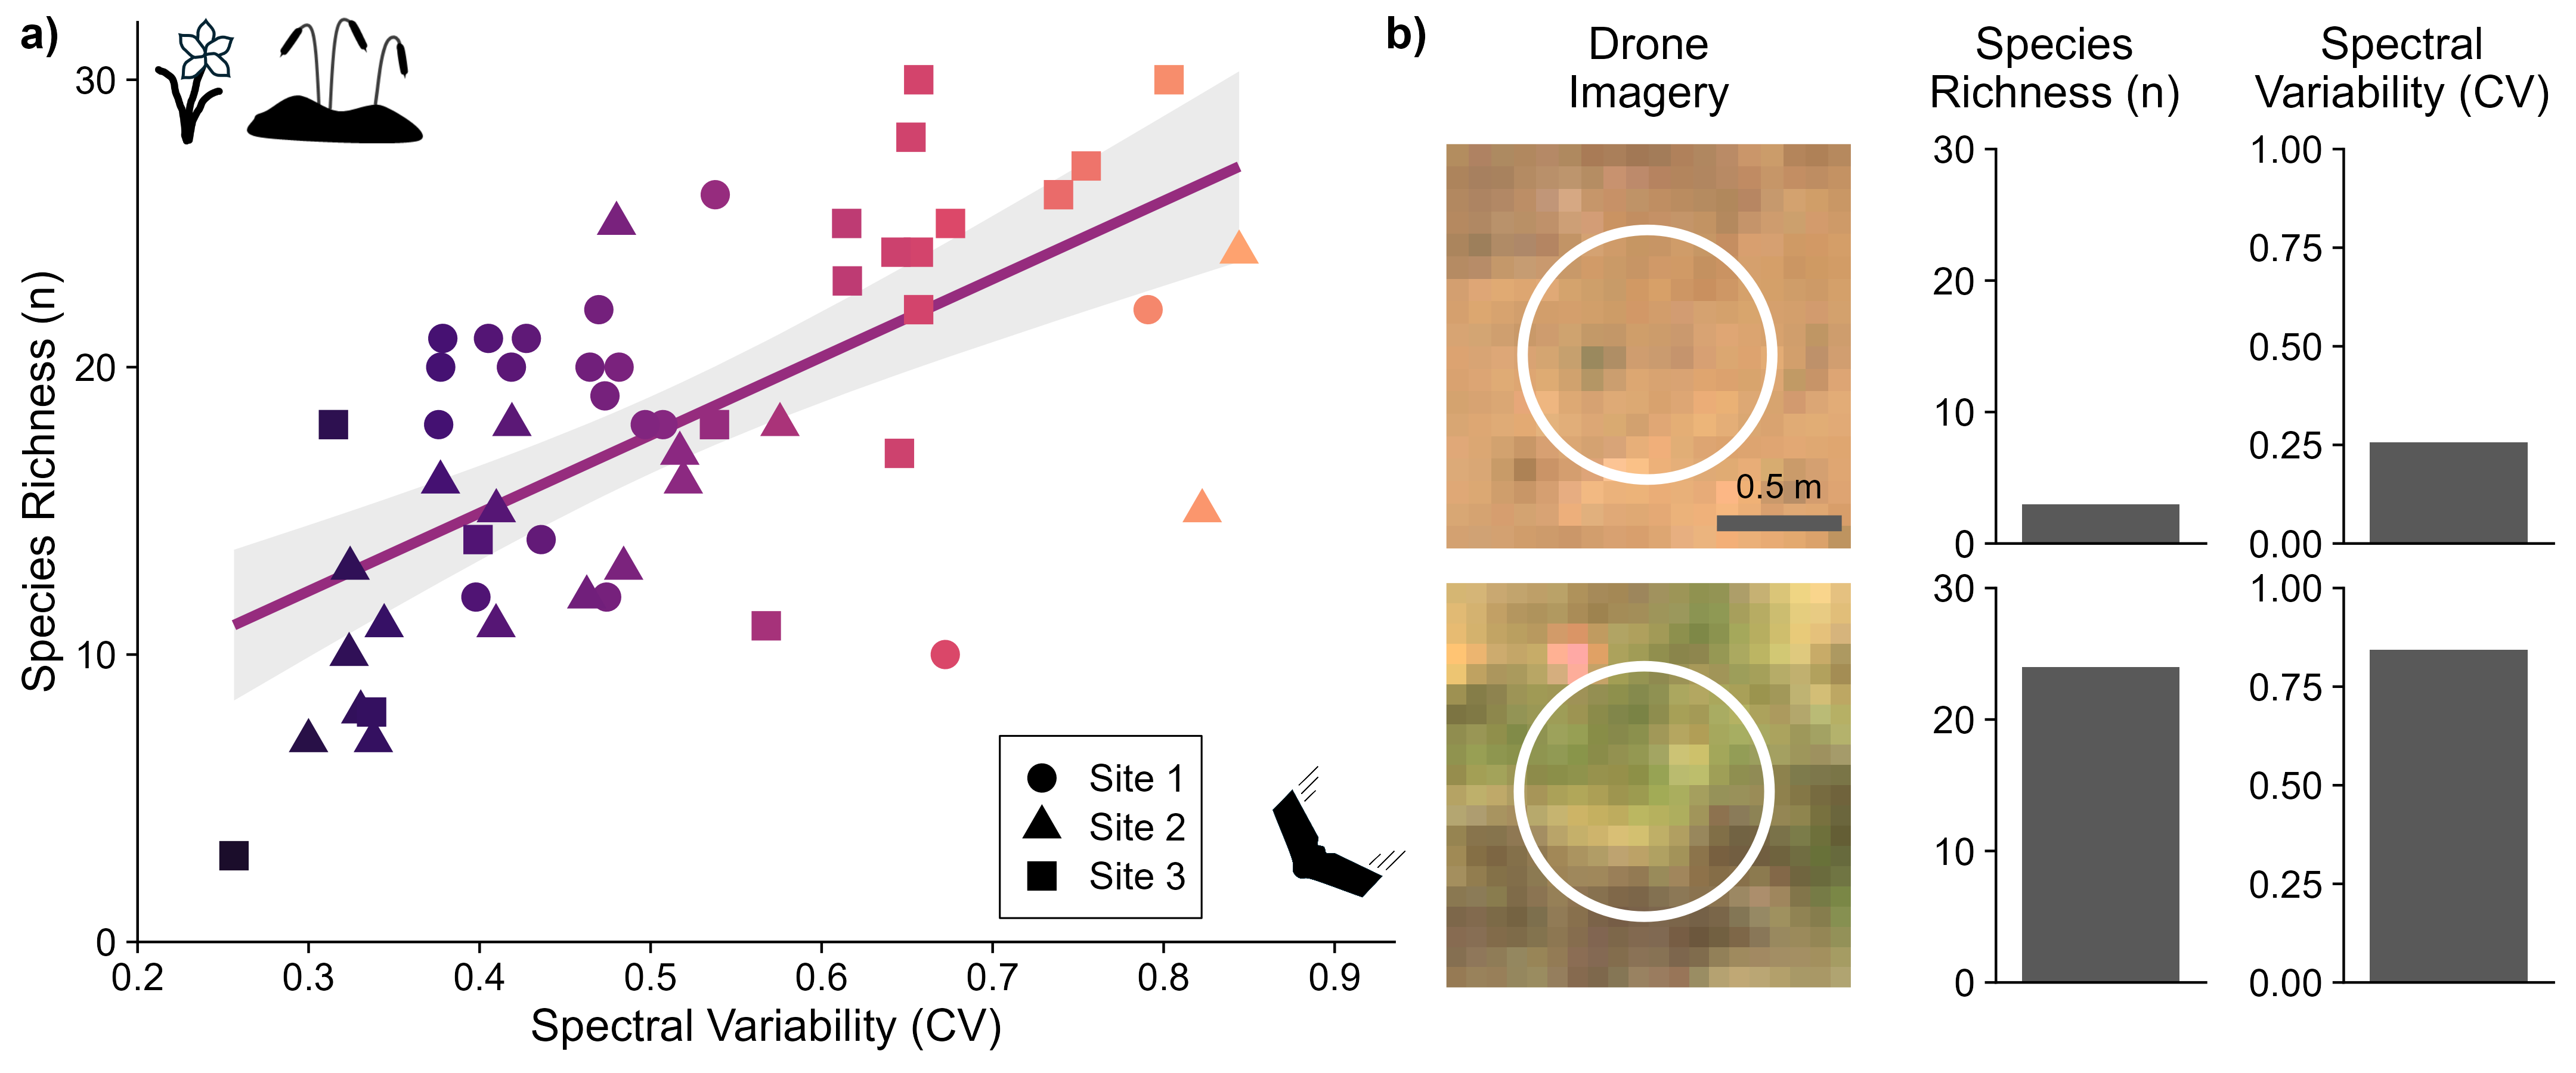 a)
Species Richness (n)
30
20
10
0
0.2 0.3 0.4 0.5 0.6 0.7 0.8 0.9
Spectral Variability (CV)
Site 1
Site 2
Site 3
b)
Drone
Imagery
Species
Richness (n)
Spectral
Variability (CV)
0.5 m
30
20
10
0
1.00
0.75
0.50
0.25
0.00
30
20
10
0
1.00
0.75
0.50
0.25
0.00